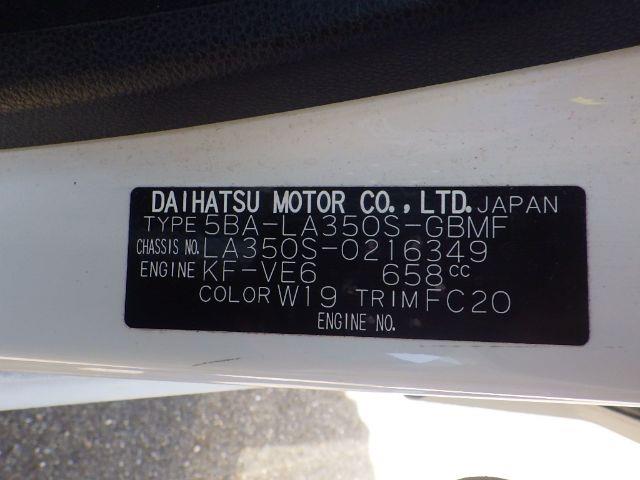 DAIHATSU MOTOR CO., LTD. JAPAN
TYPE 5BA-LA350S-GBMF
CHASSIS NO. LA350S-0216349
ENGINE KF-VE6 658cc
COLOR W19 TRIM FC20
ENGINE NO.